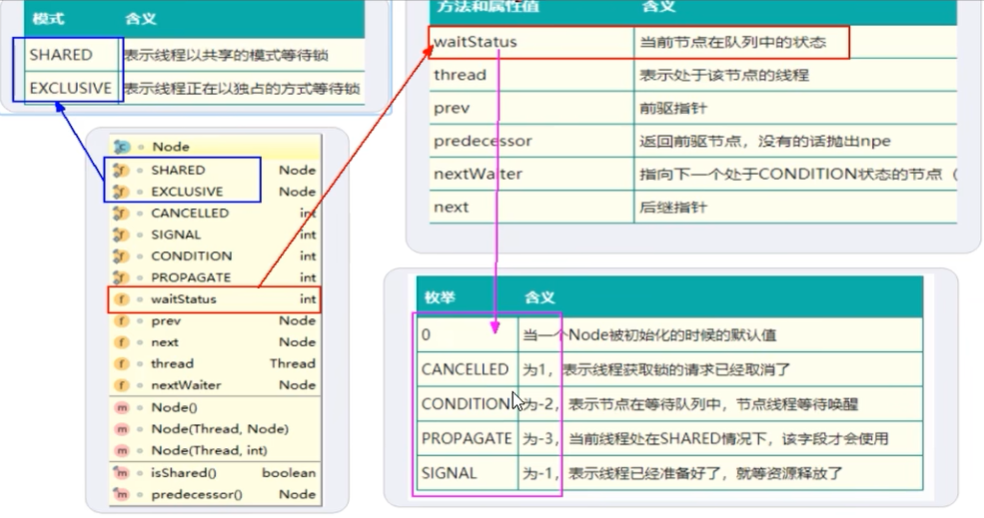 模式 含义
SHARED 表示线程以共享的模式等待锁
EXCLUSIVE 表示线程正在以独占的方式等待锁
方法和属性值 含义
waitStatus 当前节点在队列中的状态
thread 表示处于该节点的线程
prev 前驱指针
predecessor 返回前驱节点，没有的话抛出npe
nextWaiter 指向下一个处于CONDITION状态的节点（
next 后继指针
Node
SHARED Node
EXCLUSIVE Node
CANCELLED int
SIGNAL int
CONDITION int
PROPAGATE int
waitStatus int
prev Node
next Node
thread Thread
nextWaiter Node
Node()
Node(Thread, Node)
Node(Thread, int)
isShared() boolean
predecessor() Node
枚举 含义
0 当一个Node被初始化的时候的默认值
CANCELLED 为1，表示线程获取锁的请求已经取消了
CONDITION 为-2，表示节点在等待队列中，节点线程等待唤醒
PROPAGATE 为-3，当前线程处在SHARED情况下，该字段才会使用
SIGNAL 为-1，表示线程已经准备好了，就等资源释放了